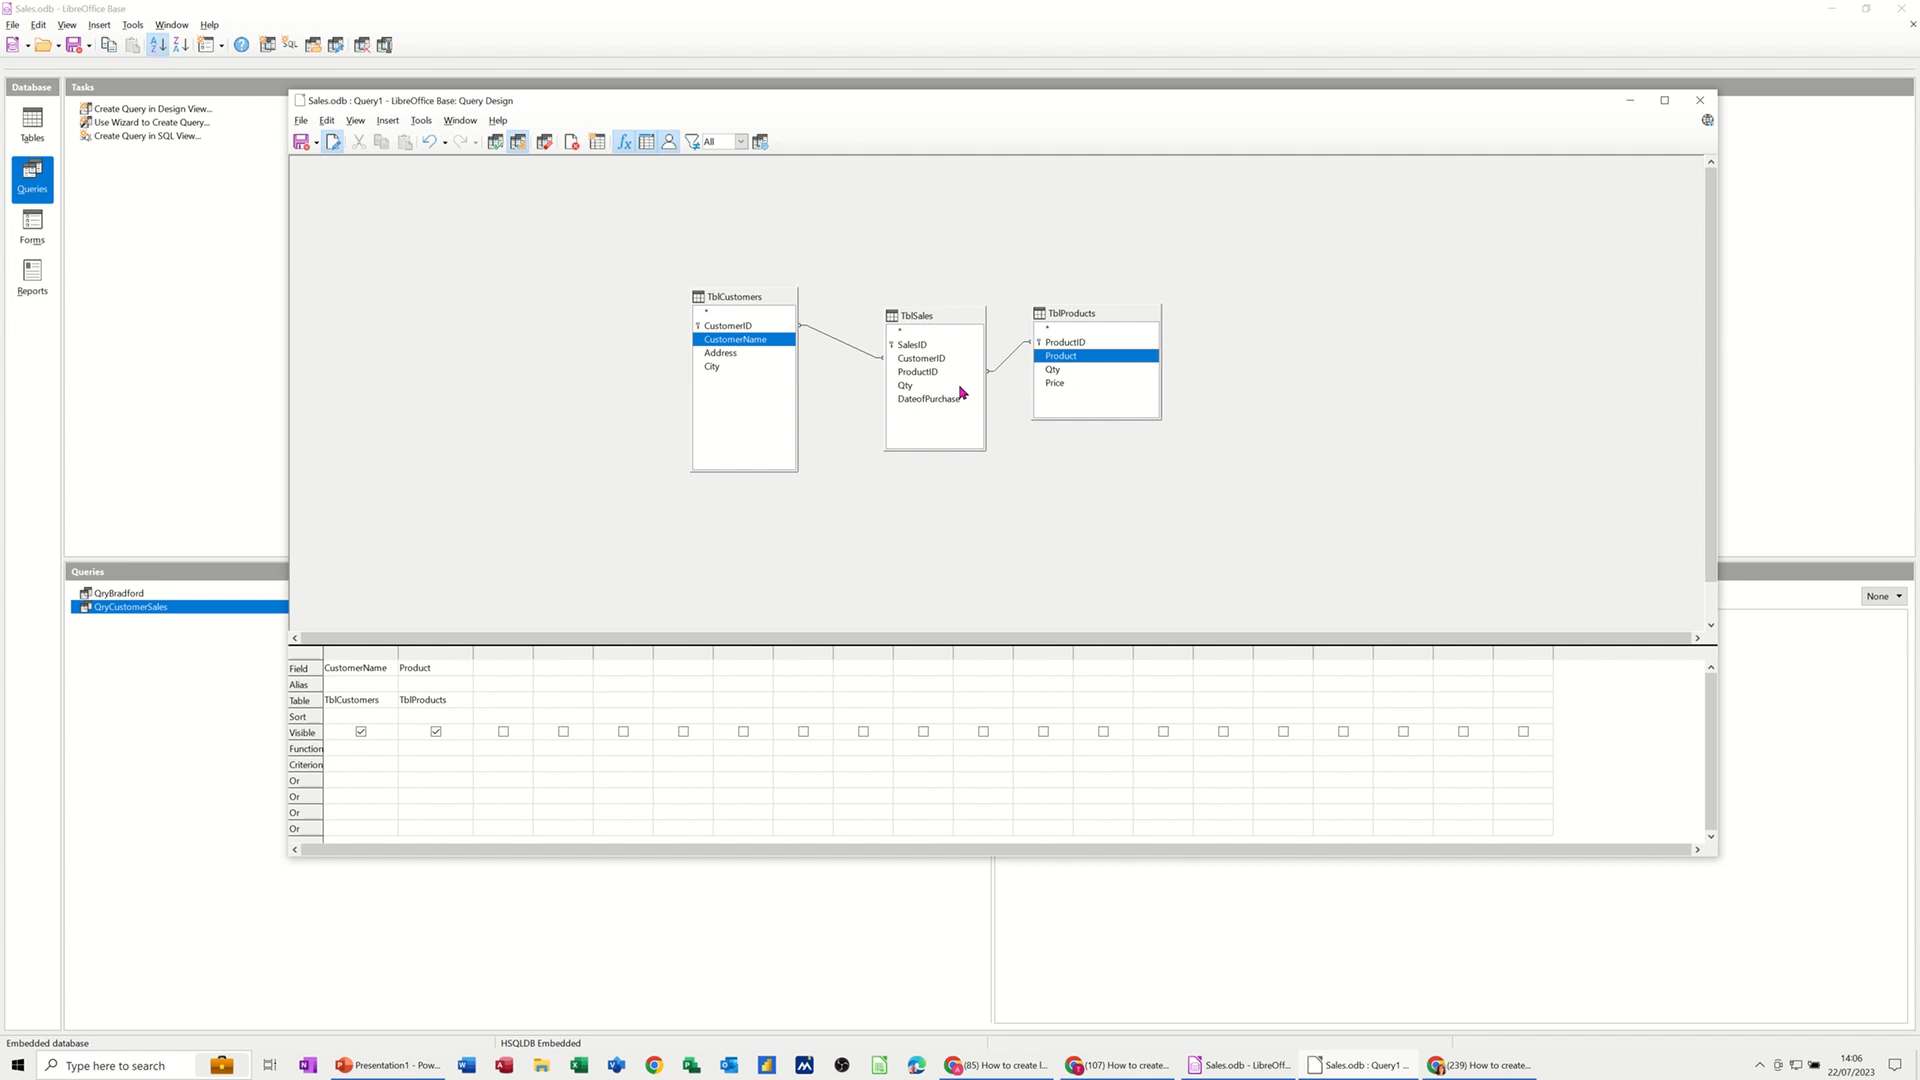 Sales.odb - LibreOffice Base
File Edit View Insert Tools Window Help
SQL
Database
Tables
Queries
Forms
Reports
Tasks
Create Query in Design View...
Use Wizard to Create Query...
Create Query in SQL View...
Queries
QryBradford
QryCustomerSales
None
Sales.odb : Query1 - LibreOffice Base: Query Design
File Edit View Insert Tools Window Help
All
TblCustomers
*
CustomerID
CustomerName
Address
City
TblSales
*
SalesID
CustomerID
ProductID
Qty
DateofPurchase
TblProducts
*
ProductID
Product
Qty
Price
Field CustomerName Product
Alias
Table TblCustomers TblProducts
Sort
Visible
Function
Criterion
Or
Or
Or
Or
Embedded database HSQLDB Embedded
Type here to search
Presentation1 - Pow...
(85) How to create l...
(107) How to create...
Sales.odb - LibreOff...
Sales.odb : Query1 ...
(239) How to create...
14:06
22/07/2023